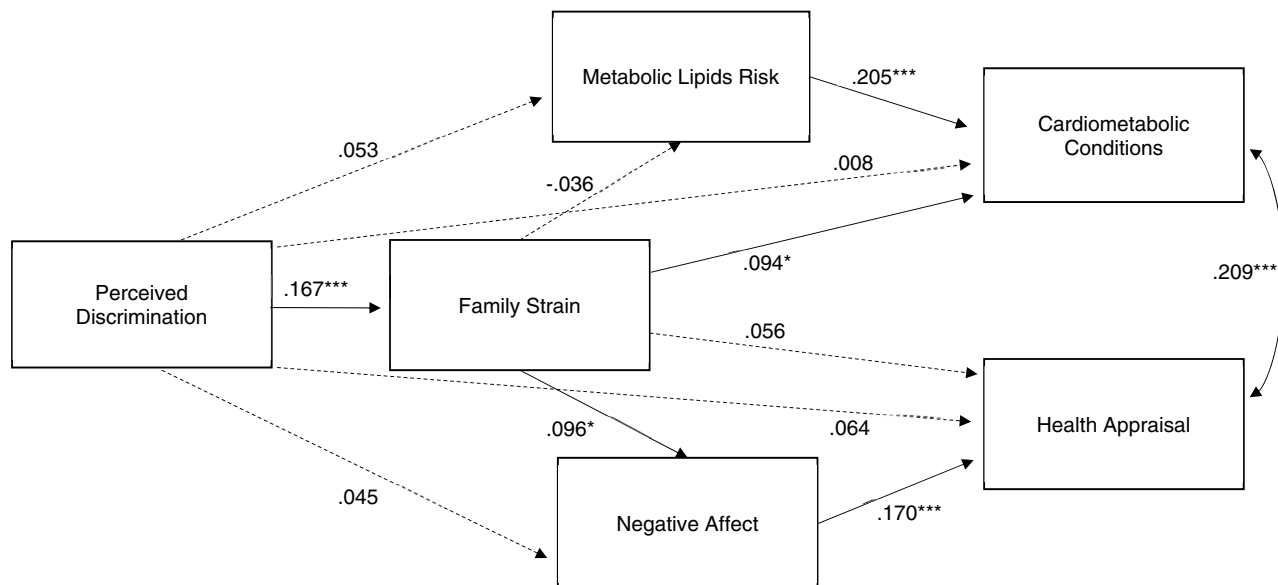 Metabolic Lipids Risk
.205***
Cardiometabolic
Conditions
.053
.008
-.036
.094*
.209***
.167***
Perceived
Discrimination
Family Strain
.056
.096*
.064
Health Appraisal
.045
Negative Affect
.170***